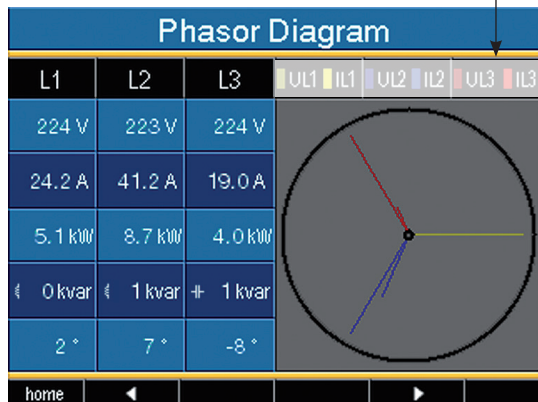 Phasor Diagram
L1 L2 L3 UL1 IL1 UL2 IL2 UL3 IL3
224 V 223 V 224 V
24.2 A 41.2 A 19.0 A
5.1 kW 8.7 kW 4.0 kW
0 kvar 1 kvar 1 kvar
2 ° 7 ° -8 °
home